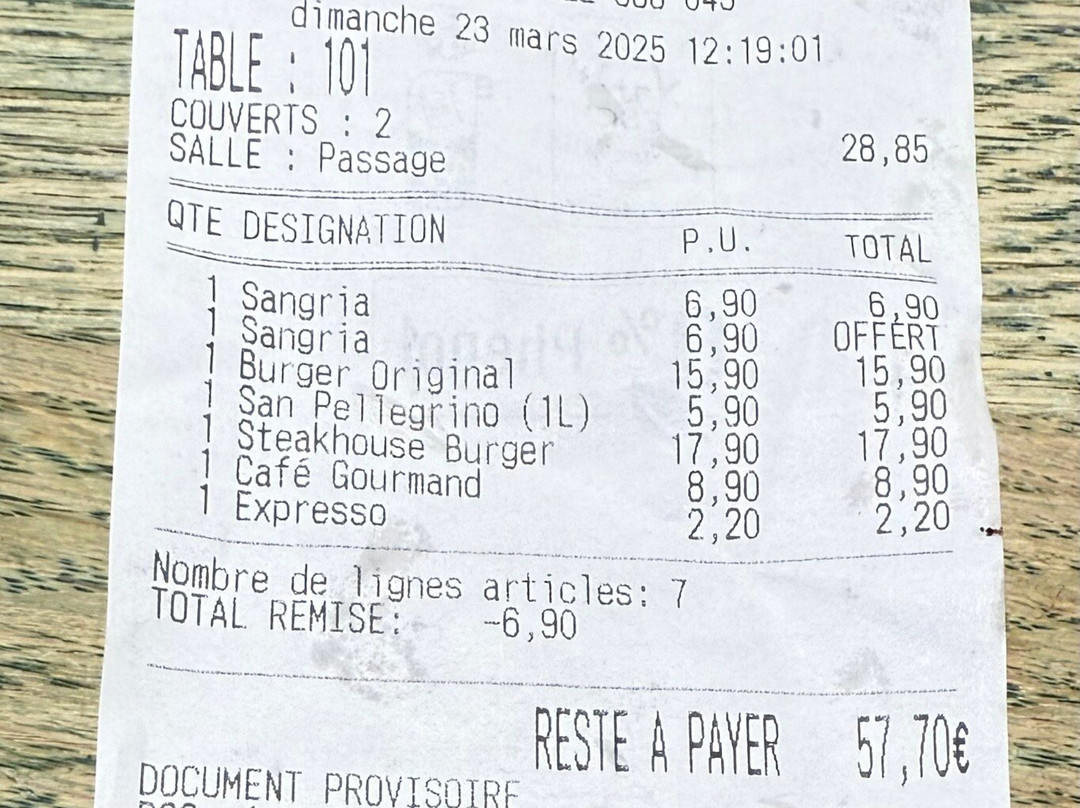 dimanche 23 mars 2025 12:19:01
TABLE : 101
COUVERTS : 2
SALLE : Passage 28,85
QTE DESIGNATION P.U. TOTAL
1 Sangria 6,90 6,90
1 Sangria 6,90 OFFERT
1 Burger Original 15,90 15,90
1 San Pellegrino (1L) 5,90 5,90
1 Steakhouse Burger 17,90 17,90
1 Café Gourmand 8,90 8,90
1 Expresso 2,20 2,20
Nombre de lignes articles: 7
TOTAL REMISE: -6,90
RESTE A PAYER 57,70€
DOCUMENT PROVISOIRE